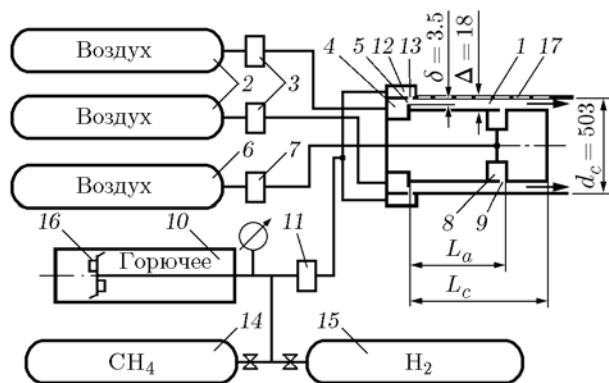 4 5 12 13 δ = 3.5 Δ = 18 1 17
Воздух
2 3
Воздух
Воздух
6 7
d_c = 503
16 10 11
Горючее
8 9
L_a
L_c
14 15
CH₄ H₂